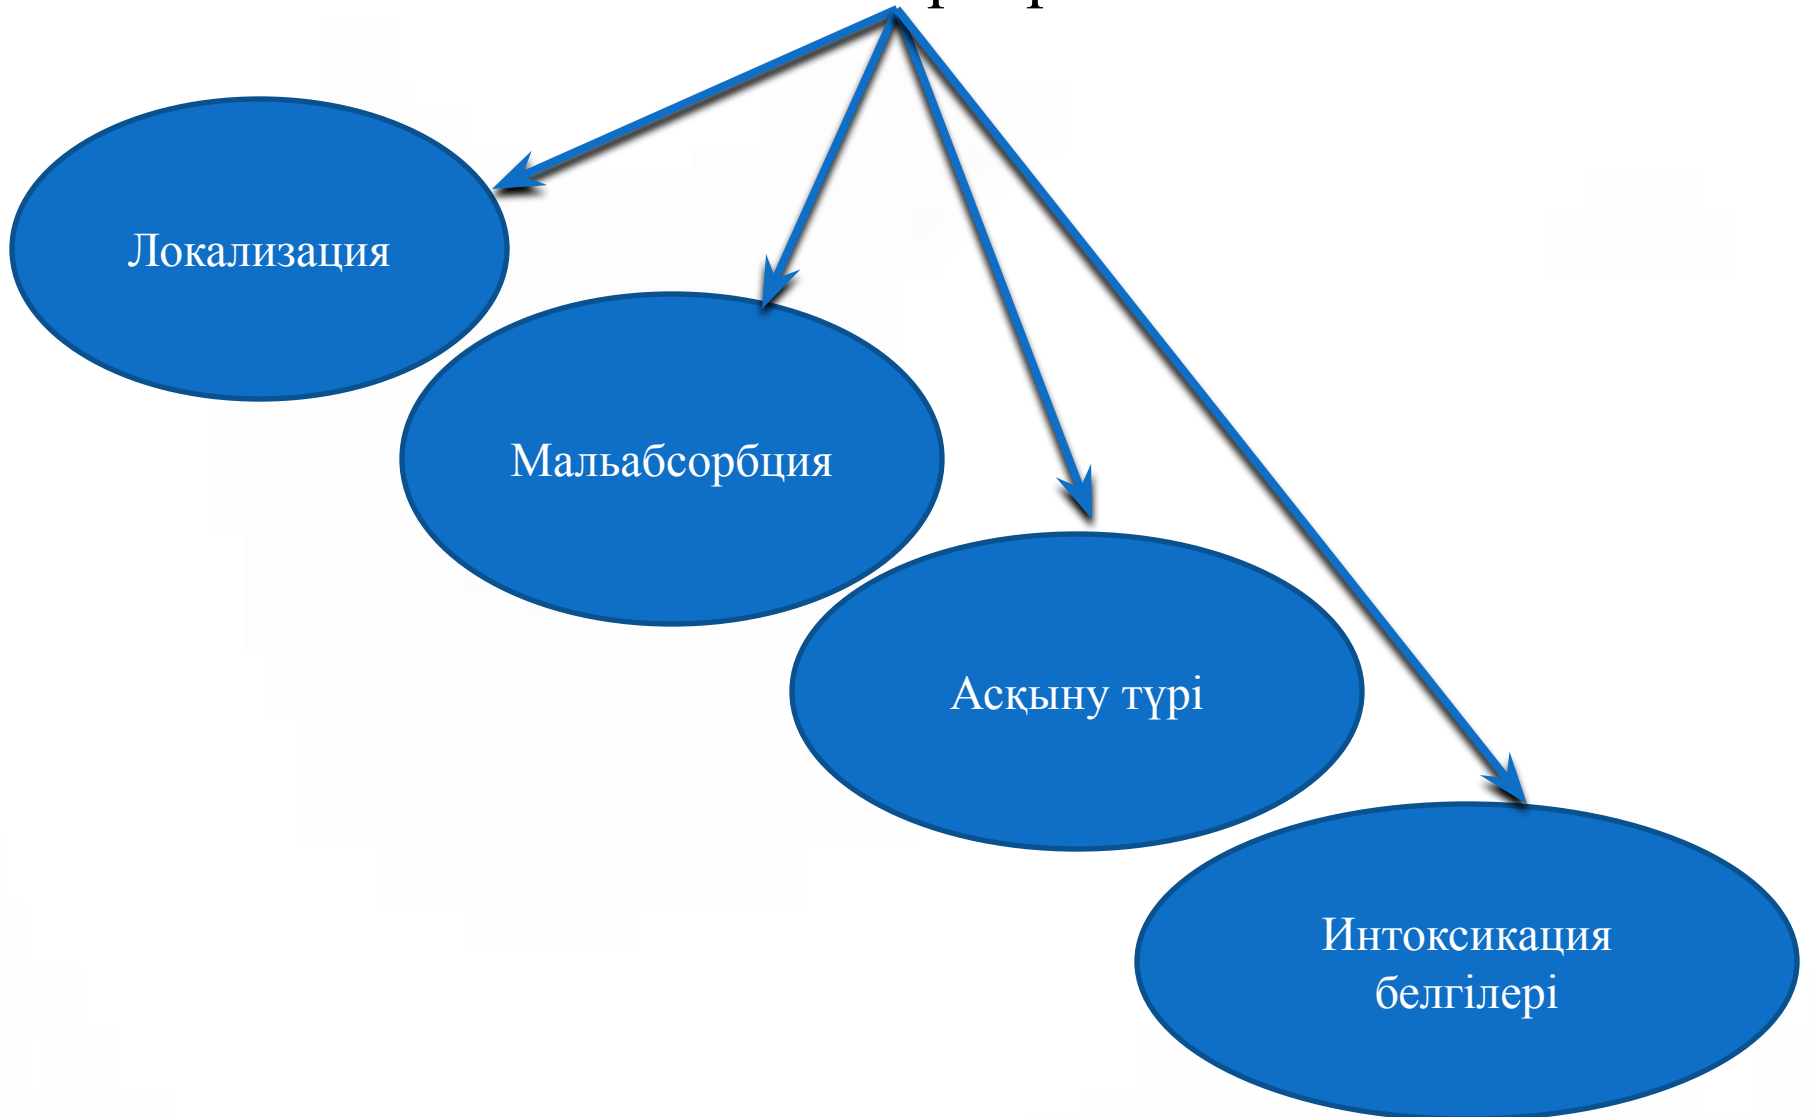 Локализация
Мальабсорбция
Асқыну түрі
Интоксикация
белгілері